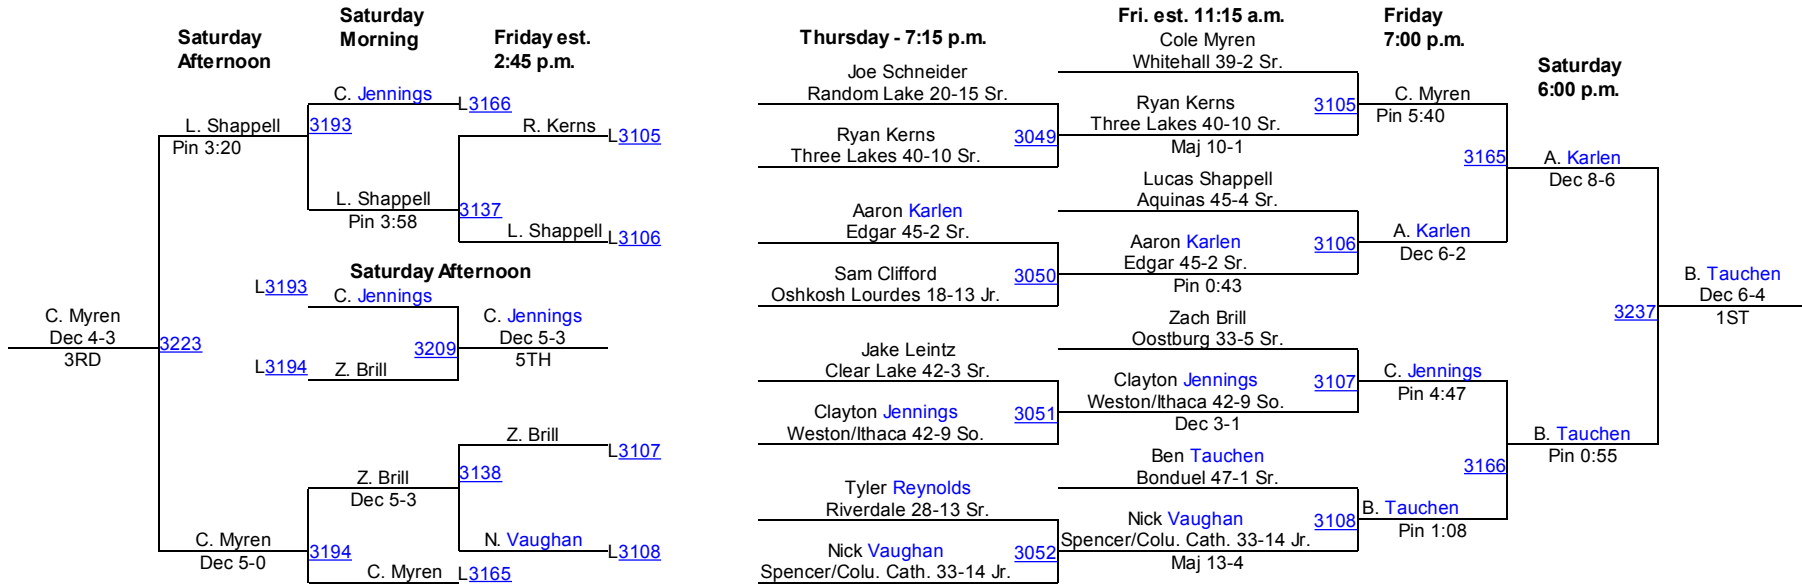 Saturday
Afternoon
Saturday
Morning
Friday est.
2:45 p.m.
C. Jennings
L3166
L. Shappell
3193
Pin 3:20
R. Kerns
L3105
L. Shappell
3137
Pin 3:58
L. Shappell
L3106
Saturday Afternoon
L3193
C. Jennings
C. Myren
Dec 4-3
3RD
3223
C. Jennings
Dec 5-3
5TH
3209
L3194
Z. Brill
Z. Brill
L3107
Z. Brill
3138
Dec 5-3
C. Myren
Dec 5-0
3194
N. Vaughan
L3108
C. Myren
L3165
Thursday - 7:15 p.m.
Joe Schneider
Random Lake 20-15 Sr.
Ryan Kerns
Three Lakes 40-10 Sr.
3049
Aaron Karlen
Edgar 45-2 Sr.
Sam Clifford
Oshkosh Lourdes 18-13 Jr.
3050
Jake Leintz
Clear Lake 42-3 Sr.
Clayton Jennings
Weston/Ithaca 42-9 So.
3051
Tyler Reynolds
Riverdale 28-13 Sr.
Nick Vaughan
Spencer/Colu. Cath. 33-14 Jr.
3052
Fri. est. 11:15 a.m.
Cole Myren
Whitehall 39-2 Sr.
Ryan Kerns
Three Lakes 40-10 Sr.
3105
Maj 10-1
Lucas Shappell
Aquinas 45-4 Sr.
Aaron Karlen
Edgar 45-2 Sr.
3106
Pin 0:43
Zach Brill
Oostburg 33-5 Sr.
Clayton Jennings
Weston/Ithaca 42-9 So.
3107
Dec 3-1
Ben Tauchen
Bonduel 47-1 Sr.
Nick Vaughan
Spencer/Colu. Cath. 33-14 Jr.
3108
Maj 13-4
Friday
7:00 p.m.
C. Myren
Pin 5:40
3165
A. Karlen
Dec 6-2
C. Jennings
Pin 4:47
3166
B. Tauchen
Pin 1:08
Saturday
6:00 p.m.
A. Karlen
Dec 8-6
3237
B. Tauchen
Pin 0:55
B. Tauchen
Dec 6-4
1ST